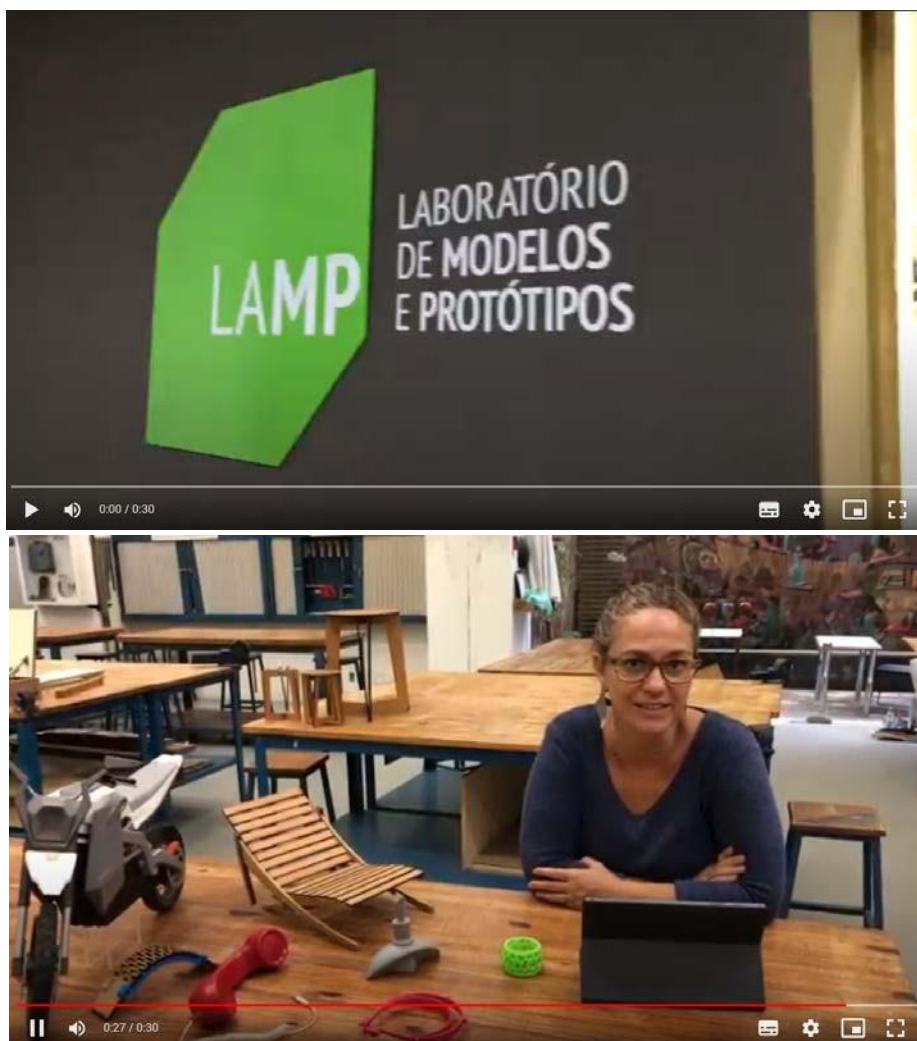 LABORATÓRIO
DE MODELOS
LAMP
E PROTÓTIPOS
0:00 / 0:30
0:27 / 0:30